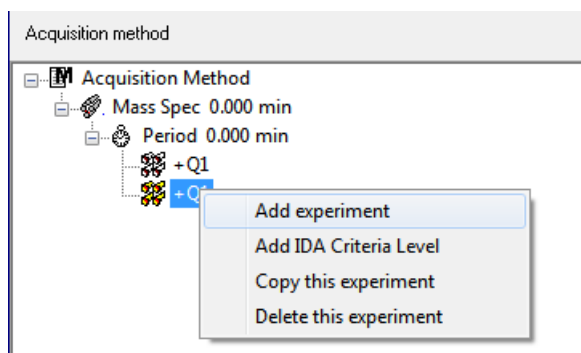 Acquisition method
Acquisition Method
Mass Spec 0.000 min
Period 0.000 min
+Q1
+Q1
Add experiment
Add IDA Criteria Level
Copy this experiment
Delete this experiment